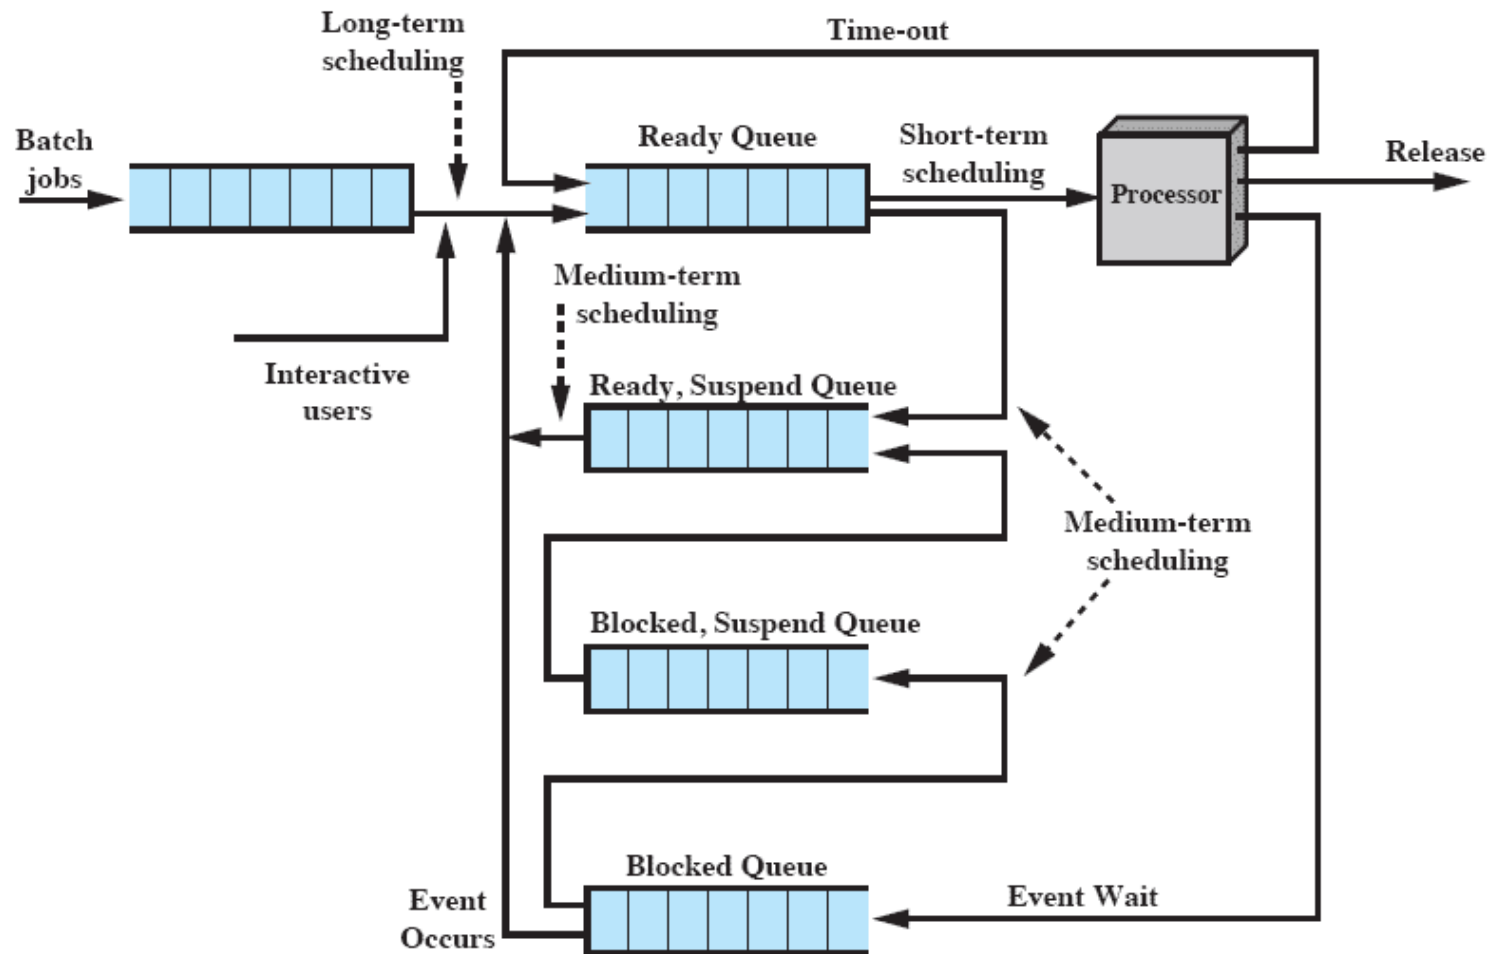 Long-term
scheduling
Time-out
Batch
jobs
Ready Queue
Short-term
scheduling
Processor
Release
Medium-term
scheduling
Interactive
users
Ready, Suspend Queue
Medium-term
scheduling
Blocked, Suspend Queue
Blocked Queue
Event
Occurs
Event Wait